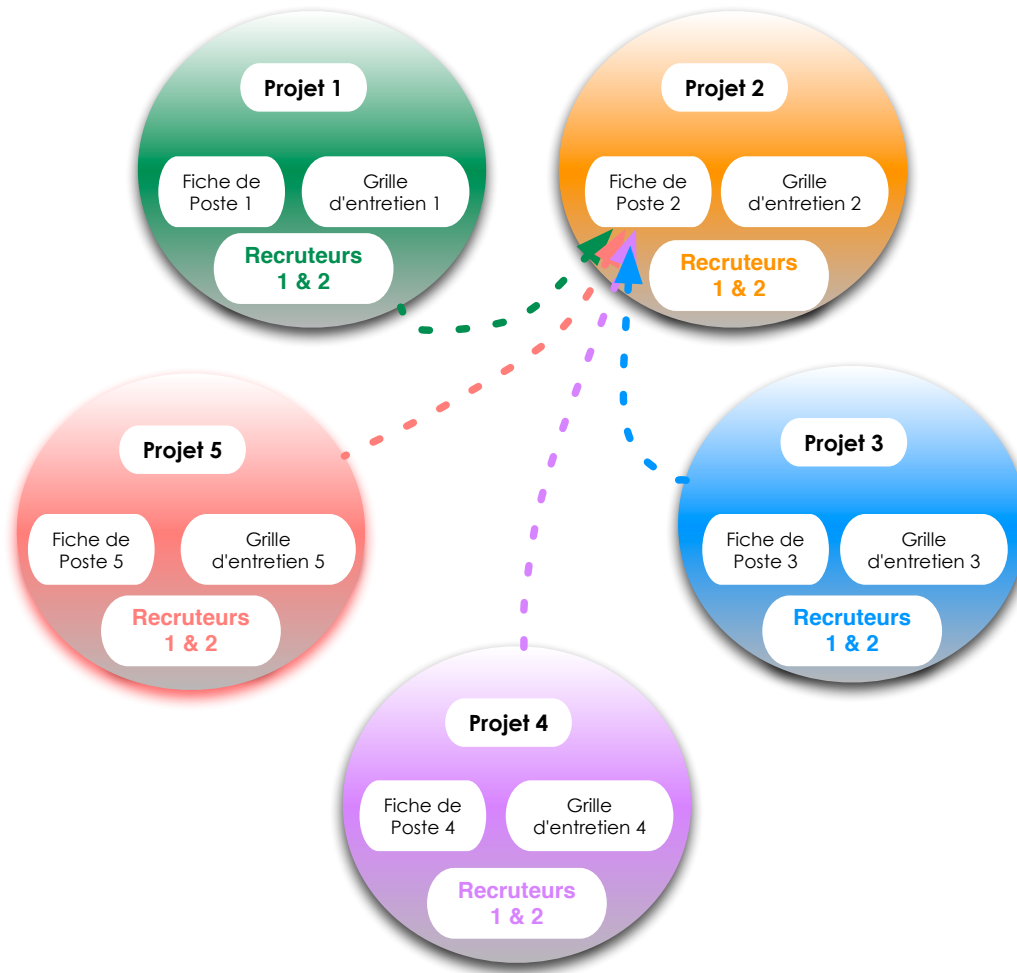 Projet 1
Fiche de
Poste 1
Grille
d'entretien 1
Recruteurs
1 & 2
Projet 2
Fiche de
Poste 2
Grille
d'entretien 2
Recruteurs
1 & 2
Projet 5
Fiche de
Poste 5
Grille
d'entretien 5
Recruteurs
1 & 2
Projet 3
Fiche de
Poste 3
Grille
d'entretien 3
Recruteurs
1 & 2
Projet 4
Fiche de
Poste 4
Grille
d'entretien 4
Recruteurs
1 & 2